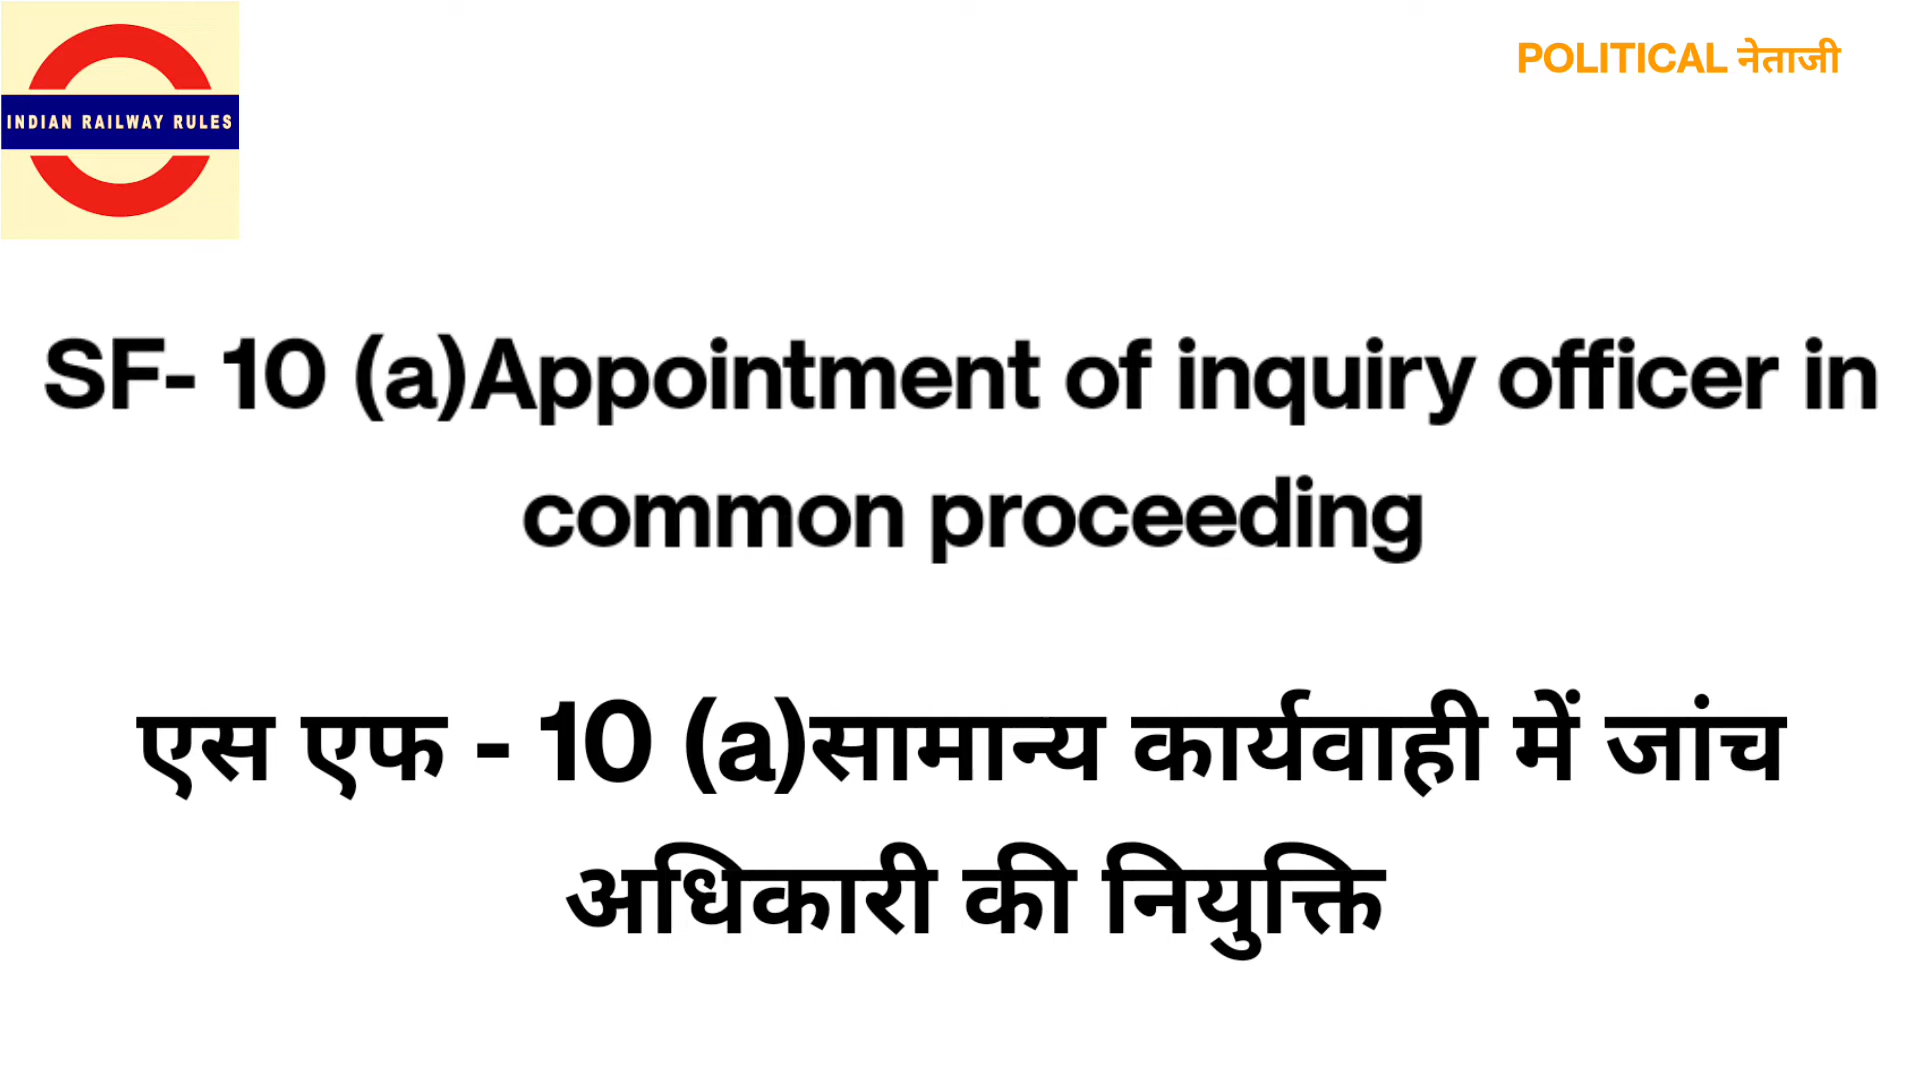 INDIAN RAILWAY RULES
POLITICAL नेताजी
SF- 10 (a)Appointment of inquiry officer in
common proceeding
एस एफ - 10 (a)सामान्य कार्यवाही में जांच
अधिकारी की नियुक्ति